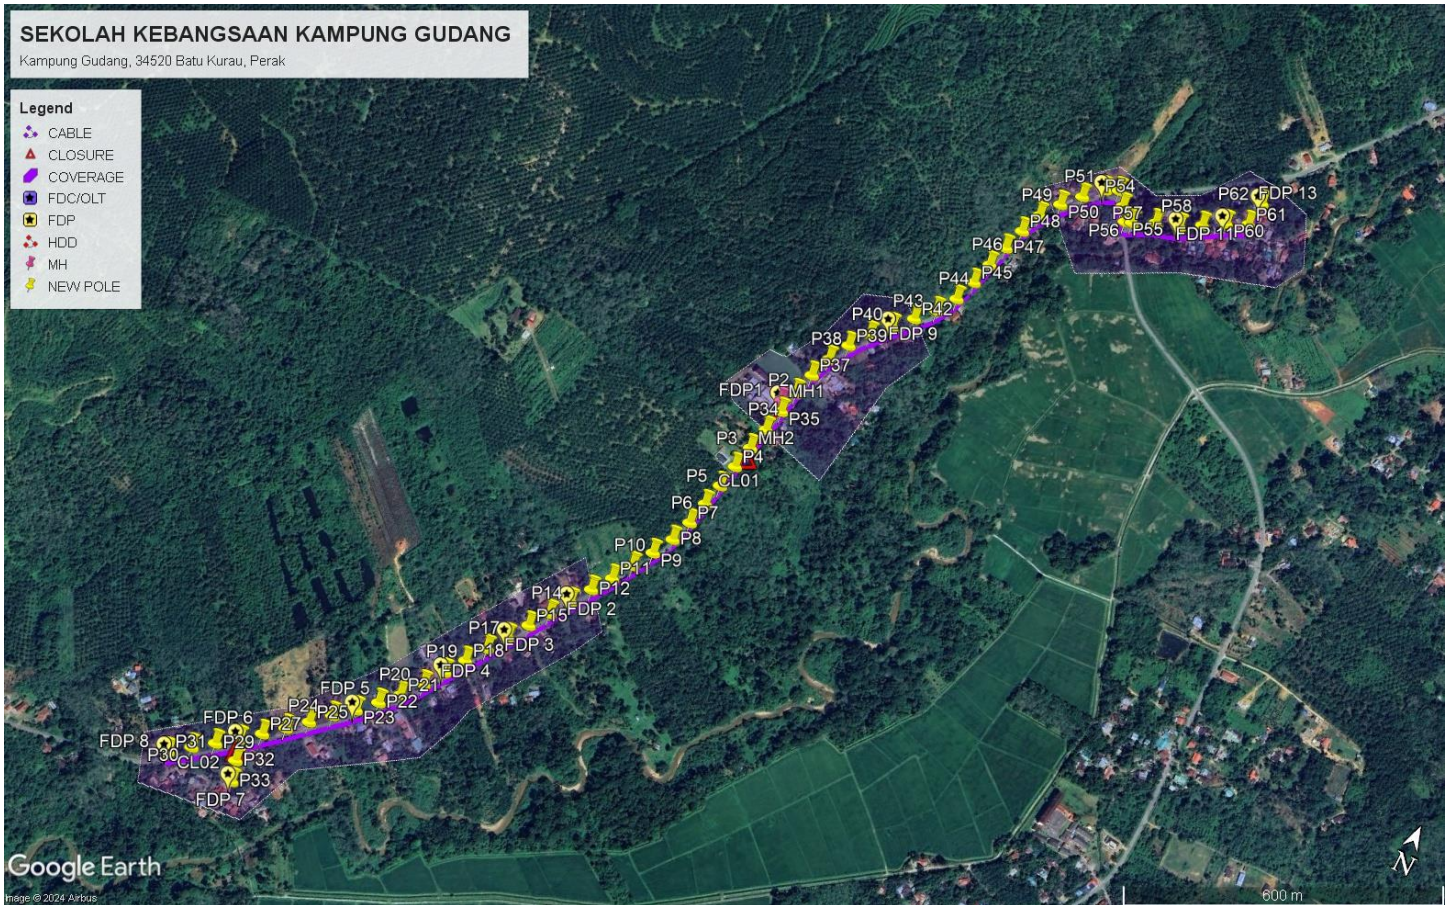 SEKOLAH KEBANGSAAN KAMPUNG GUDANG
Kampung Gudang, 34520 Batu Kurau, Perak
Legend
CABLE
CLOSURE
COVERAGE
FDC/OLT
FDP
HDD
MH
NEW POLE
P51
P54
P62
FDP 13
P49
P50
P57
P58
P61
P48
P56
P55
FDP 11
P60
P46
P47
P44
P45
P43
P42
P40
FDP 9
P38
P39
P37
P2
FDP1
MH1
P34
P35
P3
MH2
P4
P5
CL01
P6
P7
P8
P10
P9
P11
P12
P14
FDP 2
P15
P17
FDP 3
P18
P19
FDP 4
P20
P21
FDP 5
P22
P24
P25
P23
FDP 6
P27
FDP 8
P31
P29
P30
CL02
P32
P33
FDP 7
Google Earth
Image © 2024 Airbus
N
600 m